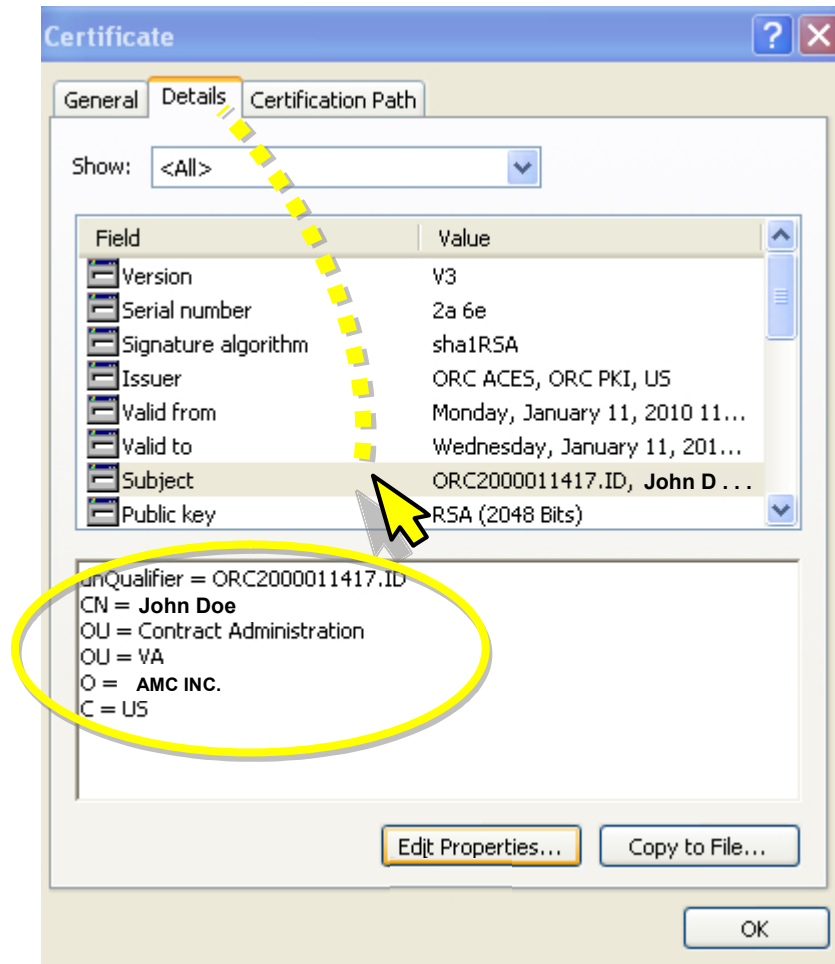 Certificate
General Details Certification Path
Show: <All>
Field Value
Version V3
Serial number 2a 6e
Signature algorithm sha1RSA
Issuer ORC ACES, ORC PKI, US
Valid from Monday, January 11, 2010 11...
Valid to Wednesday, January 11, 201...
Subject ORC2000011417.ID, John D . . .
Public key RSA (2048 Bits)
dnQualifier = ORC2000011417.ID
CN = John Doe
OU = Contract Administration
OU = VA
O = AMC INC.
C = US
Edit Properties... Copy to File...
OK